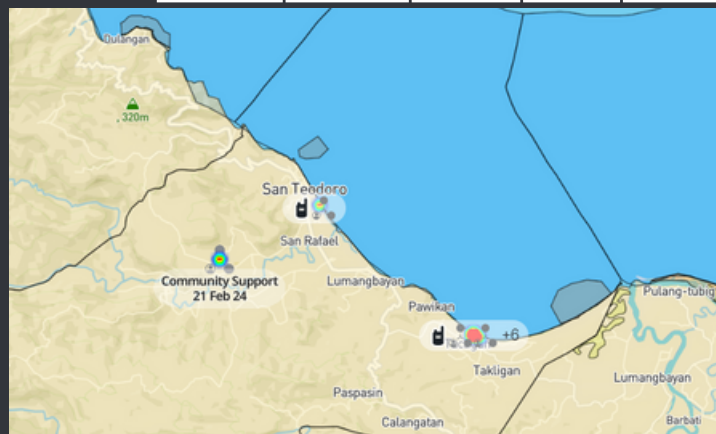 Dulangan
, 320m
San Teodoro
San Rafael
Community Support
21 Feb 24
Lumangbayan
Pawikan
+6
Takligan
Pulang-tubig
Lumangbayan
Paspasin
Calangatan
Barbati